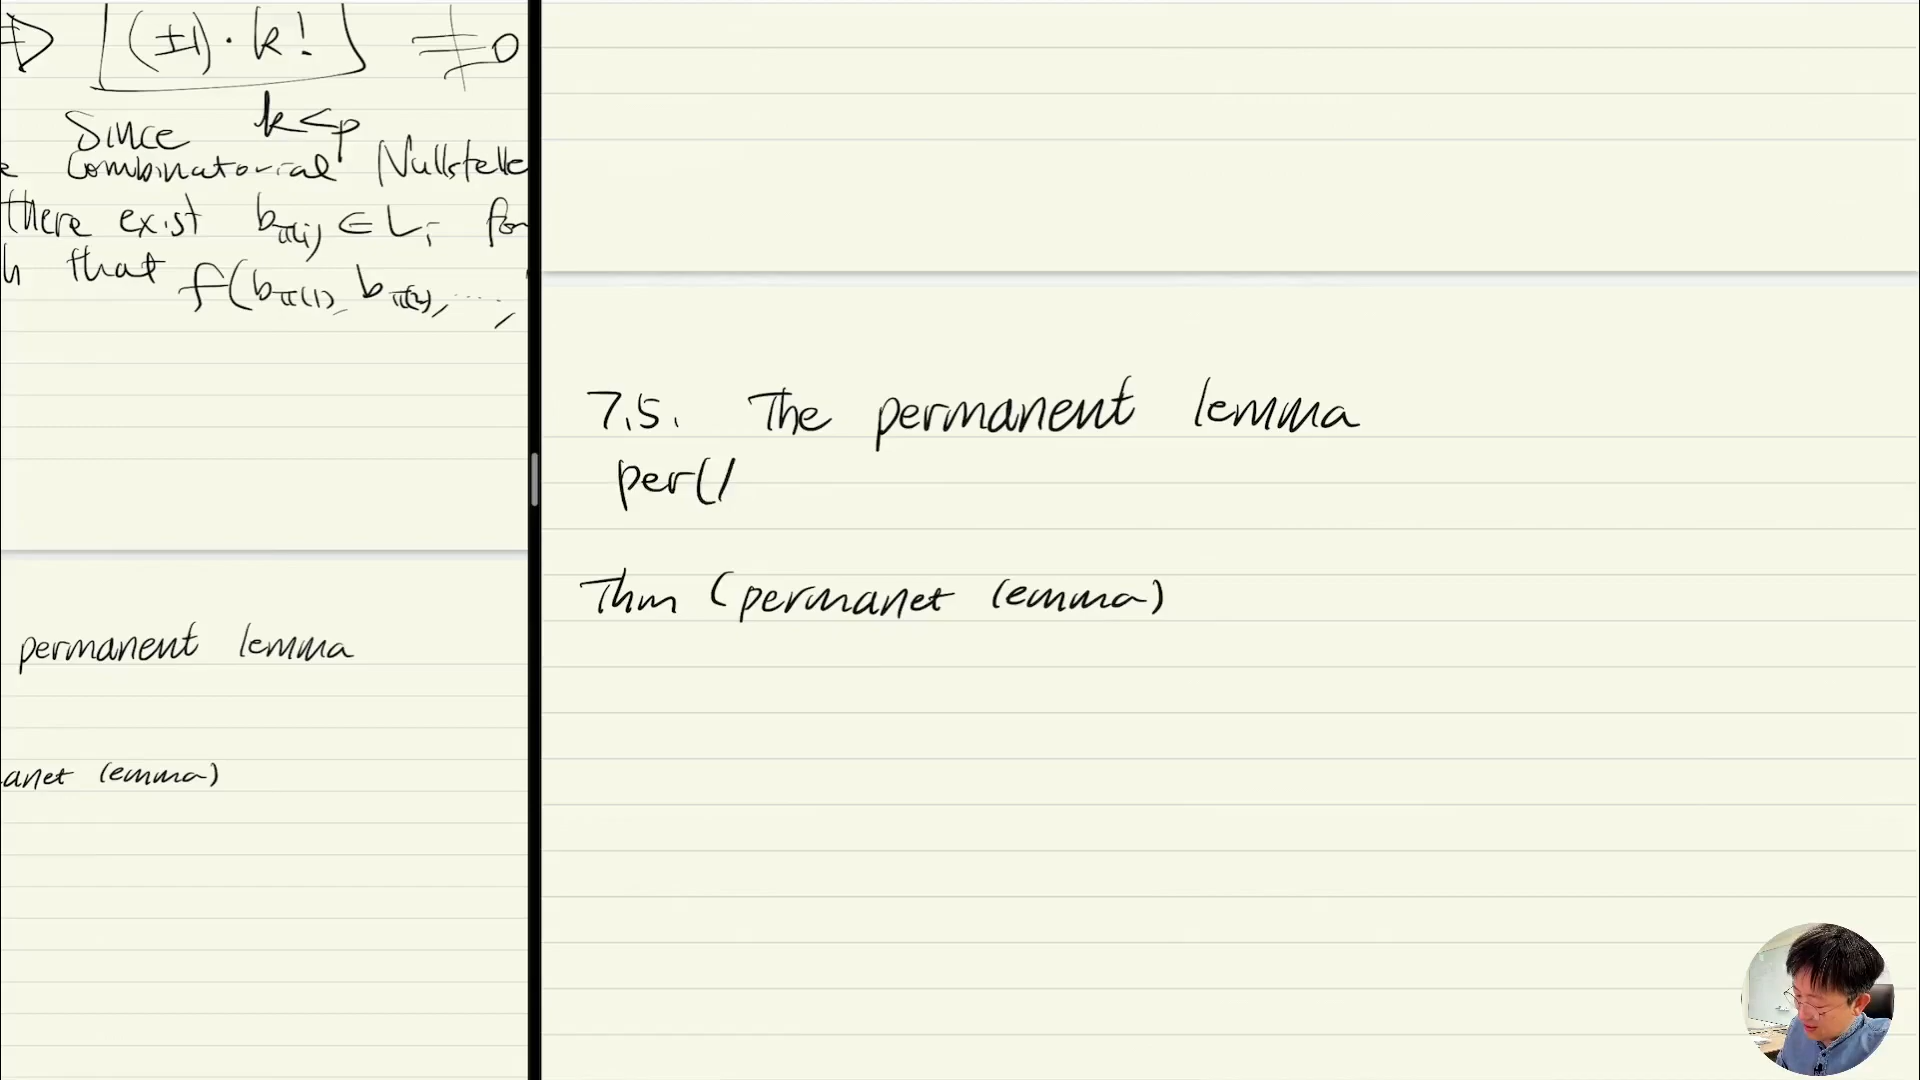 ⇒ (±1) · k! ≠0
Since k<p
e Combinatorial Nullstelle
there exist b_π(i) ∈ L_i for
h that f(b_π(1), b_π(2), ....,
permanent lemma
anet lemma)
7.5. The permanent lemma
per(/
Thm (permanet lemma)